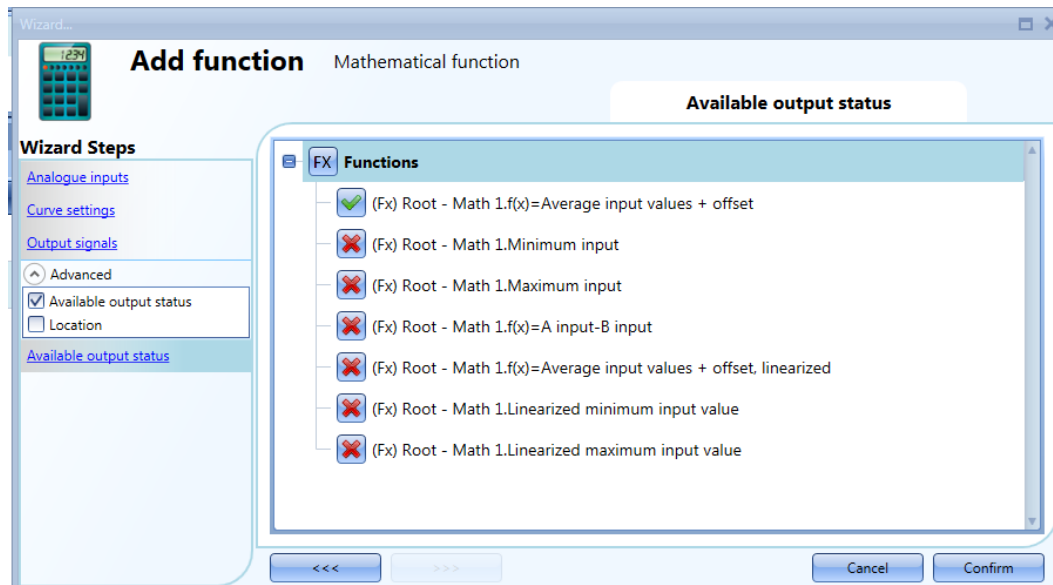 Wizard...
1234
Add function
Mathematical function
Available output status
Wizard Steps
Analogue inputs
Curve settings
Output signals
Advanced
Available output status
Location
Available output status
FX Functions
(Fx) Root - Math 1.f(x)=Average input values + offset
(Fx) Root - Math 1.Minimum input
(Fx) Root - Math 1.Maximum input
(Fx) Root - Math 1.f(x)=A input-B input
(Fx) Root - Math 1.f(x)=Average input values + offset, linearized
(Fx) Root - Math 1.Linearized minimum input value
(Fx) Root - Math 1.Linearized maximum input value
<<<
>>>
Cancel
Confirm